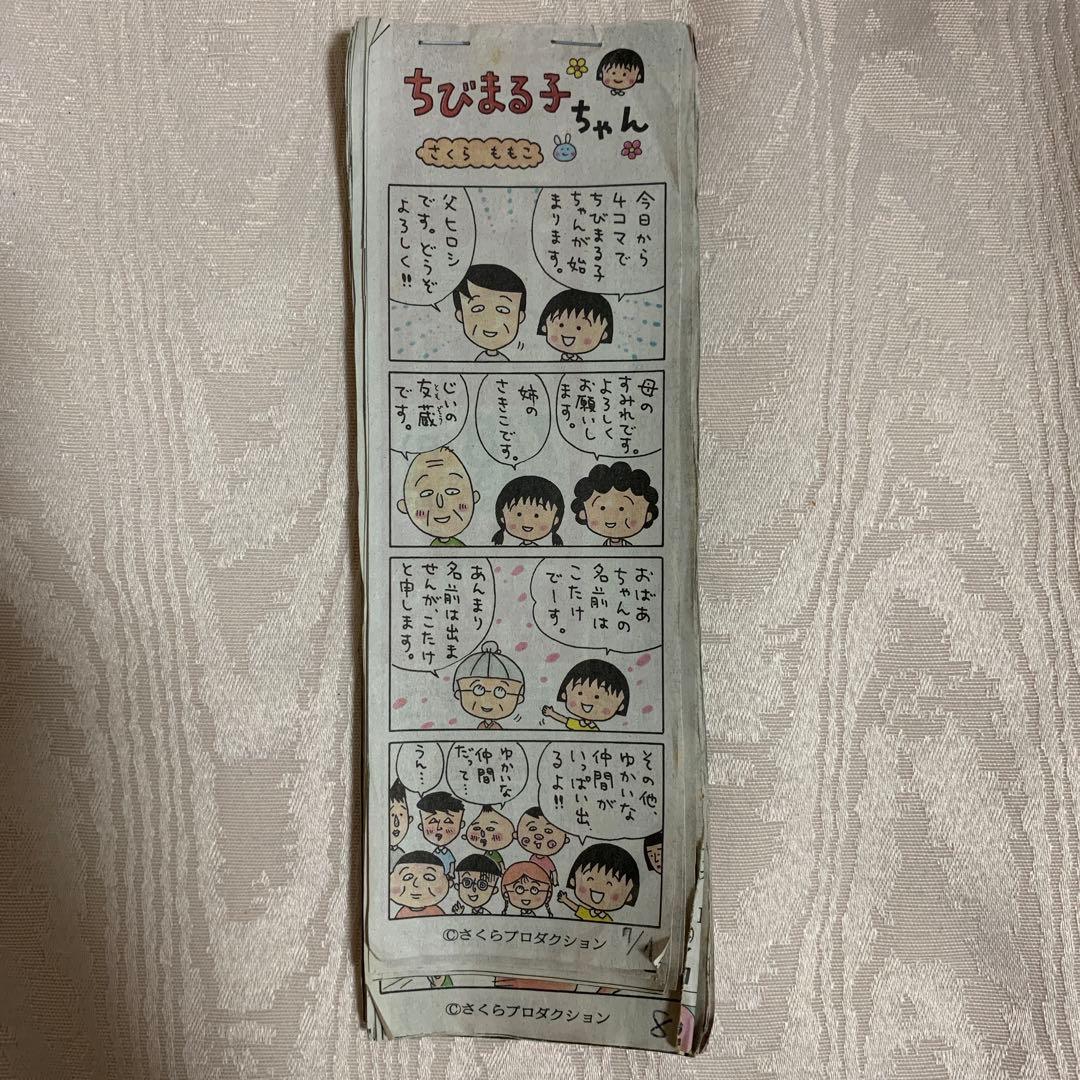 ちびまる子
ちゃん
さくら ももこ
今日から
4コマで
ちびまる子
ちゃんが始
まります。
父ヒロシ
です。どうぞ
よろしく!!
母の
すみれです。
よろしく
お願いし
ます。
姉の
さきこです。
じいの
友蔵
ともぞう
です。
おばあ
ちゃんの
名前は
こたけ
でーす。
あんまり
名前は出ま
せんが、こたけ
と申します。
その他、
ゆかいな
仲間が
いっぱい出
るよ!!
ゆかいな
仲間
だって…
うん…
©さくらプロダクション
7/1
©さくらプロダクション
8